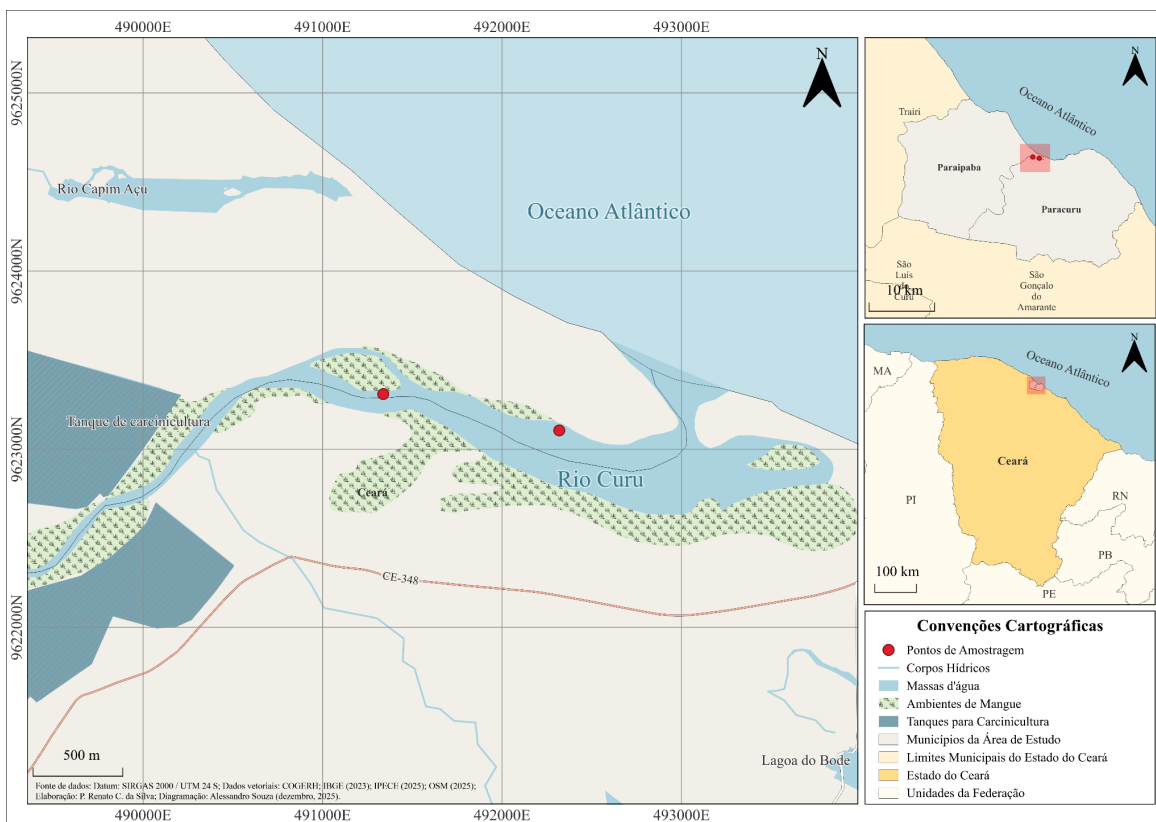 490000E 491000E 492000E 493000E
9625000N
9624000N
9623000N
9622000N
N
Rio Capim Açu
Oceano Atlântico
Tanque de carcinicultura
Rio Curu
Ceará
CE-348
Lagoa do Bode
500 m
Fonte de dados: Datum: SIRGAS 2000 / UTM 24 S; Dados vetoriais: COGERH; IBGE (2023); IPECE (2025); OSM (2025);
Elaboração: P. Renato C. da Silva; Diagramação: Alessandro Souza (dezembro, 2025).
490000E 491000E 492000E 493000E
N
Oceano Atlântico
Trairi
Paraipaba
Paracuru
São
Luís
do
Curu
São
Gonçalo
do
Amarante
10 km
N
Oceano Atlântico
MA
Ceará
PI
RN
PB
PE
100 km
Convenções Cartográficas
Pontos de Amostragem
Corpos Hídricos
Massas d'água
Ambientes de Mangue
Tanques para Carcinicultura
Municípios da Área de Estudo
Limites Municipais do Estado do Ceará
Estado do Ceará
Unidades da Federação